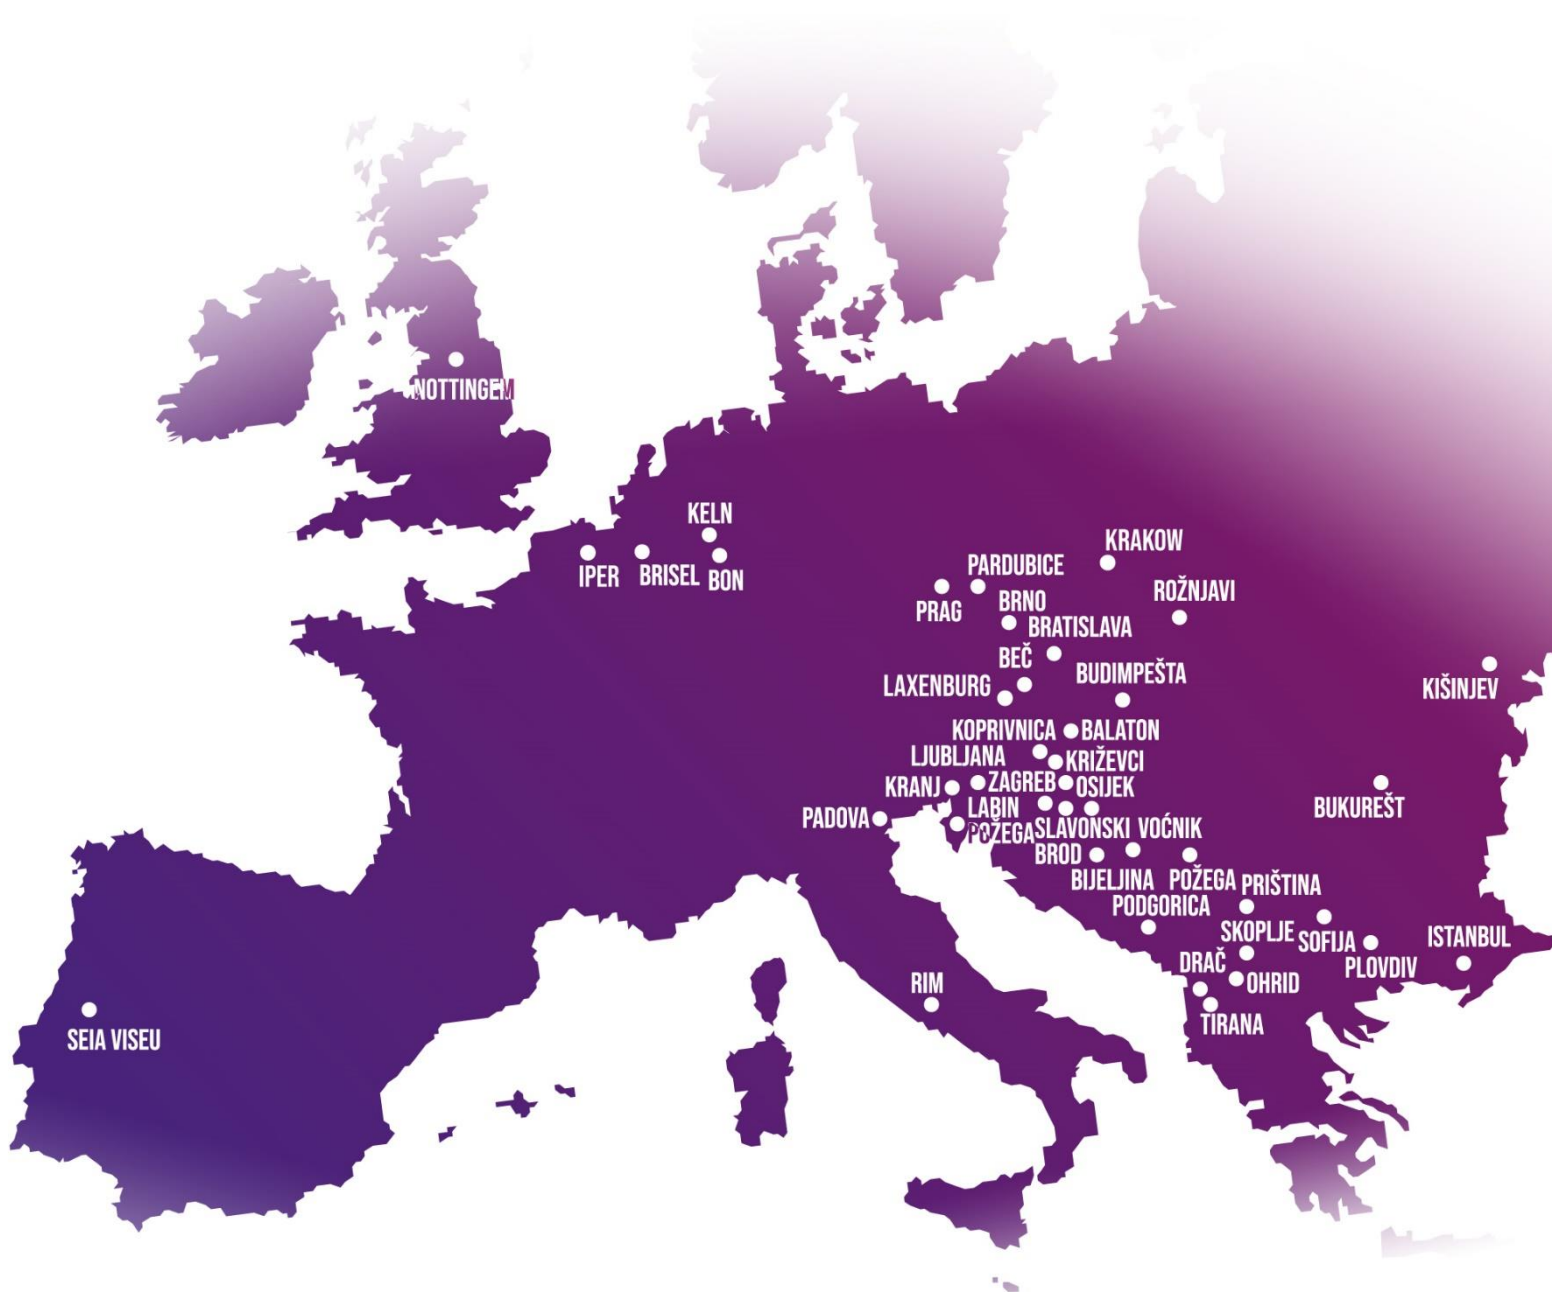 NOTTINGEM
KELN
IPER
BRISEL
BON
KRAKOW
PARDUBICE
ROŽNJAVI
PRAG
BRNO
BRATISLAVA
BEČ
BUDIMPEŠTA
LAXENBURG
KIŠINJEV
KOPRIVNICA
BALATON
LJUBLJANA
KRIŽEVCI
KRANJ
ZAGREB
OSIJEK
LABIN
BUKUREŠT
PADOVA
POŽEGA
SLAVONSKI
BROD
VOĆNIK
BIJELJINA
POŽEGA
PRIŠTINA
PODGORICA
SKOPLJE
SOFIJA
ISTANBUL
DRAČ
PLOVDIV
RIM
OHRID
TIRANA
SEIA VISEU